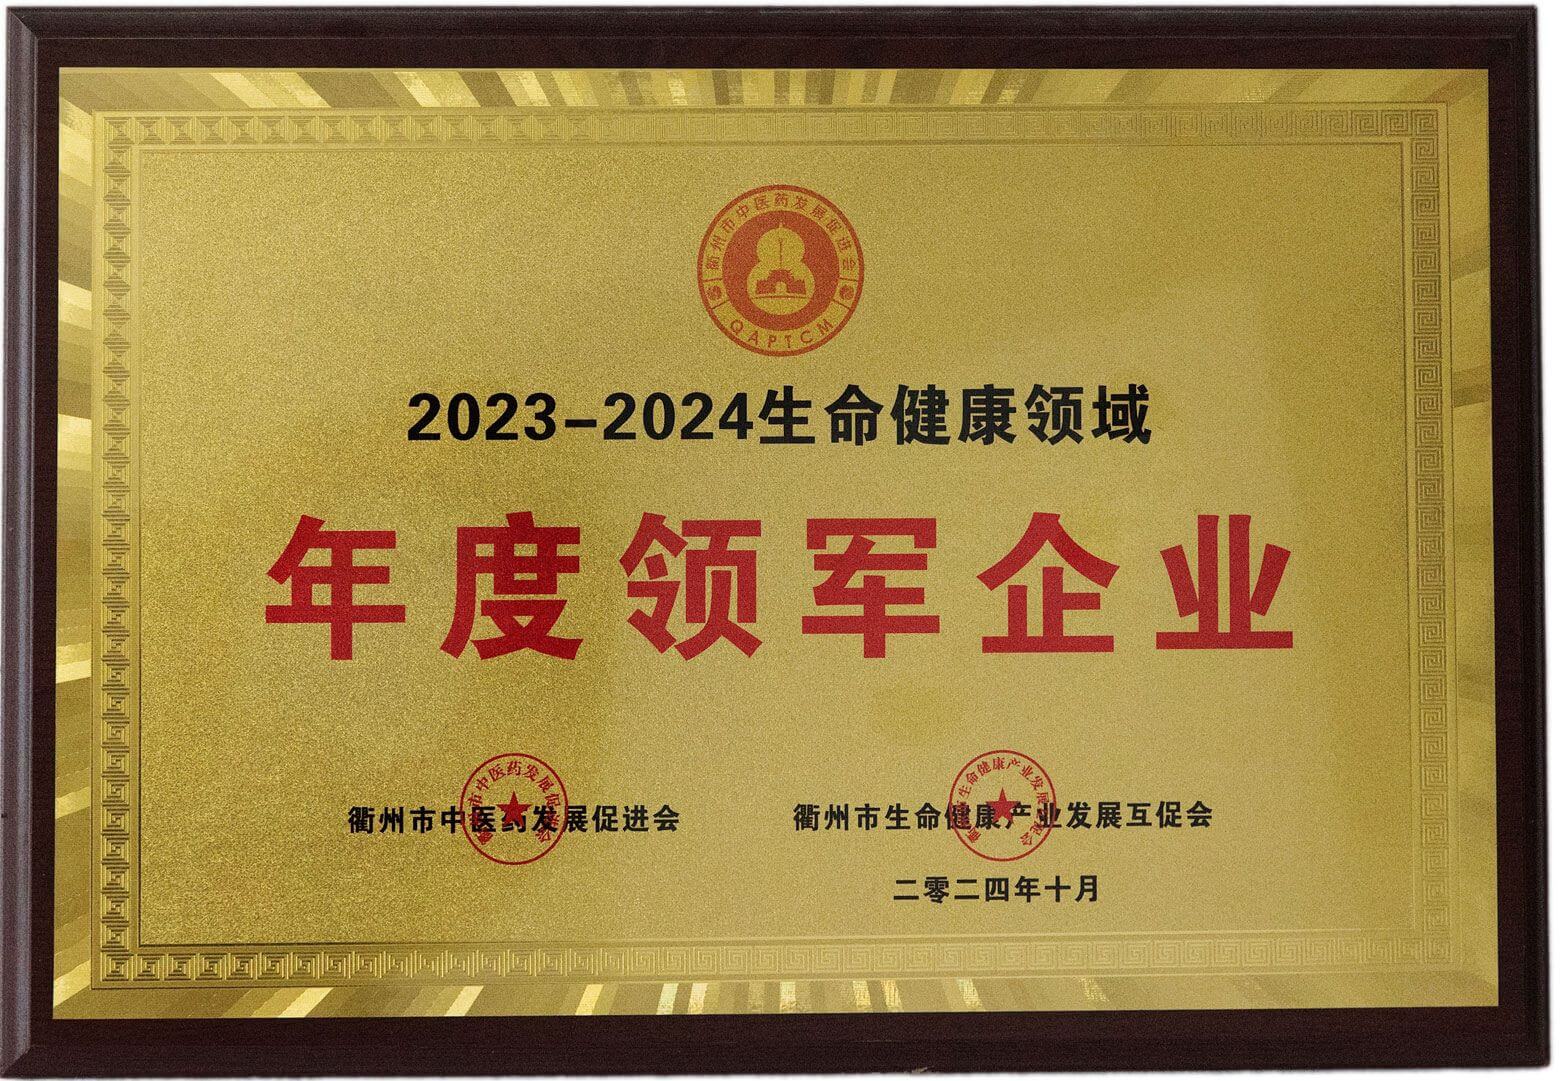 衢州市中医药发展促进会
QAPTCM
2023-2024生命健康领域
年度领军企业
衢州市中医药发展促进会 衢州市生命健康产业发展互促会
二零二四年十月